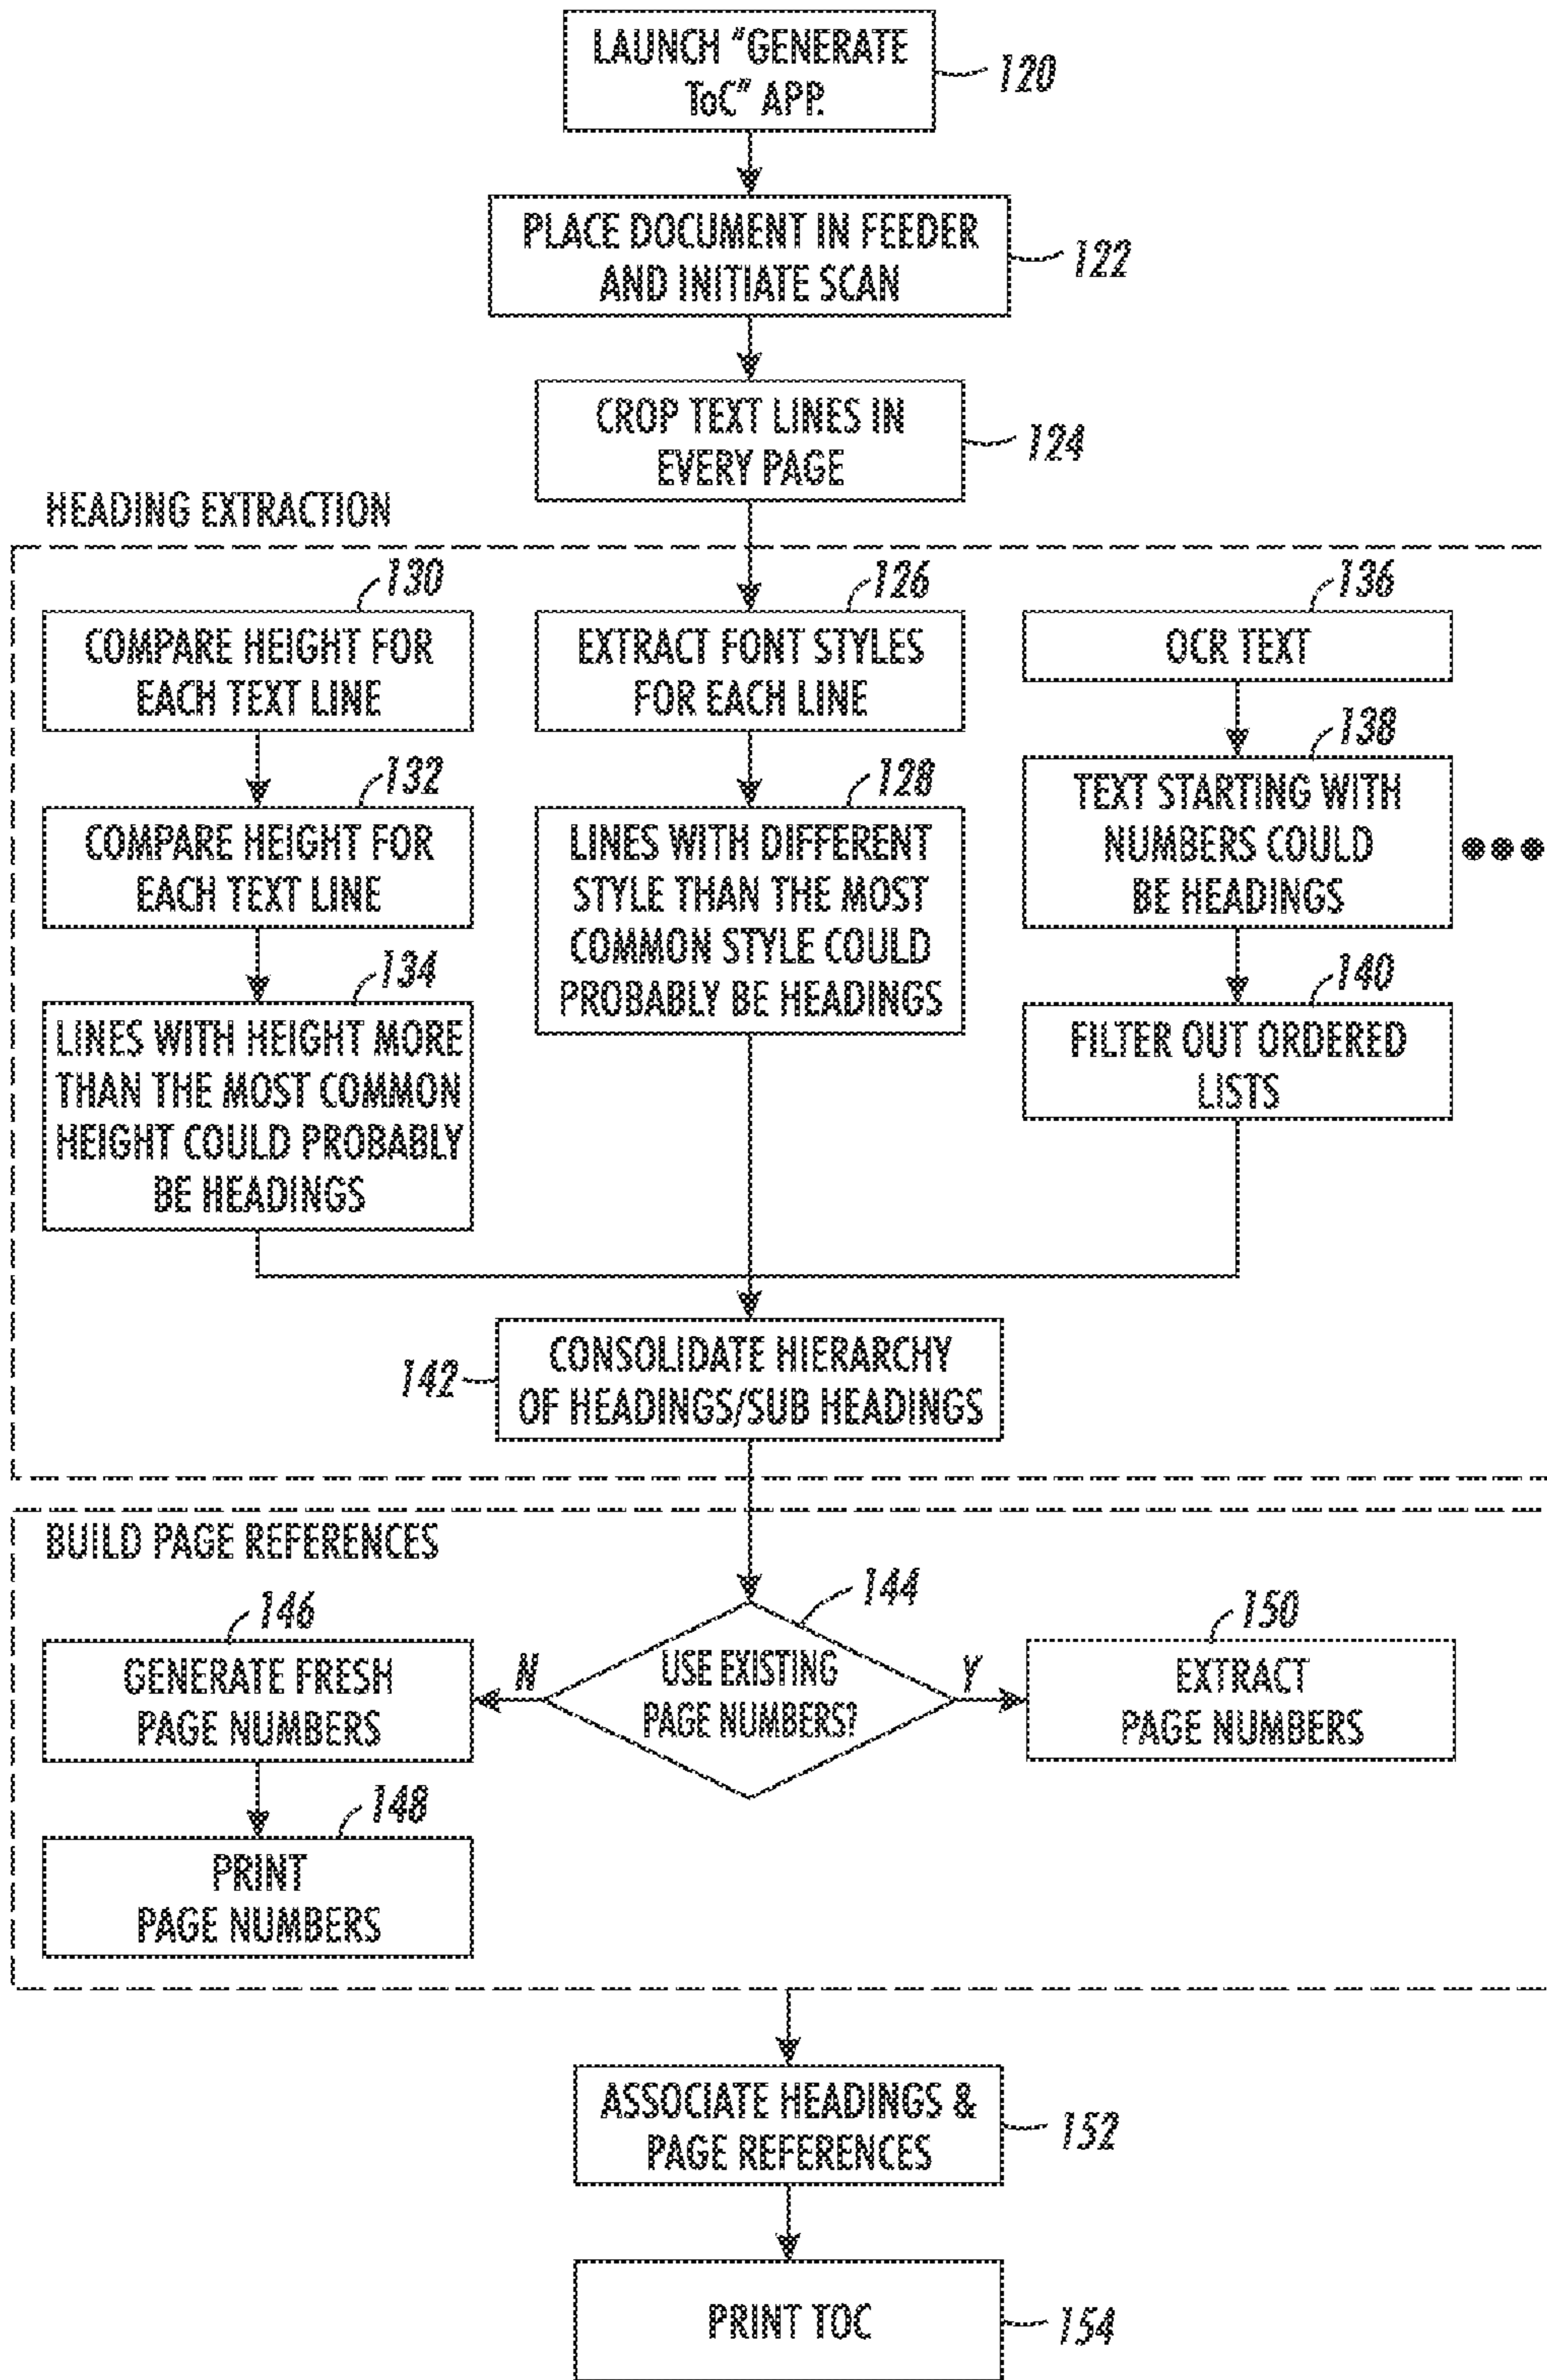 LAUNCH "GENERATE
ToC" APP.
120
PLACE DOCUMENT IN FEEDER
AND INITIATE SCAN
122
CROP TEXT LINES IN
EVERY PAGE
124
HEADING EXTRACTION
130
COMPARE HEIGHT FOR
EACH TEXT LINE
132
COMPARE HEIGHT FOR
EACH TEXT LINE
134
LINES WITH HEIGHT MORE
THAN THE MOST COMMON
HEIGHT COULD PROBABLY
BE HEADINGS
126
EXTRACT FONT STYLES
FOR EACH LINE
128
LINES WITH DIFFERENT
STYLE THAN THE MOST
COMMON STYLE COULD
PROBABLY BE HEADINGS
136
OCR TEXT
138
TEXT STARTING WITH
NUMBERS COULD
BE HEADINGS
140
FILTER OUT ORDERED
LISTS
142
CONSOLIDATE HIERARCHY
OF HEADINGS/SUB HEADINGS
BUILD PAGE REFERENCES
144
USE EXISTING
PAGE NUMBERS?
N
Y
146
GENERATE FRESH
PAGE NUMBERS
148
PRINT
PAGE NUMBERS
150
EXTRACT
PAGE NUMBERS
ASSOCIATE HEADINGS &
PAGE REFERENCES
152
PRINT TOC
154